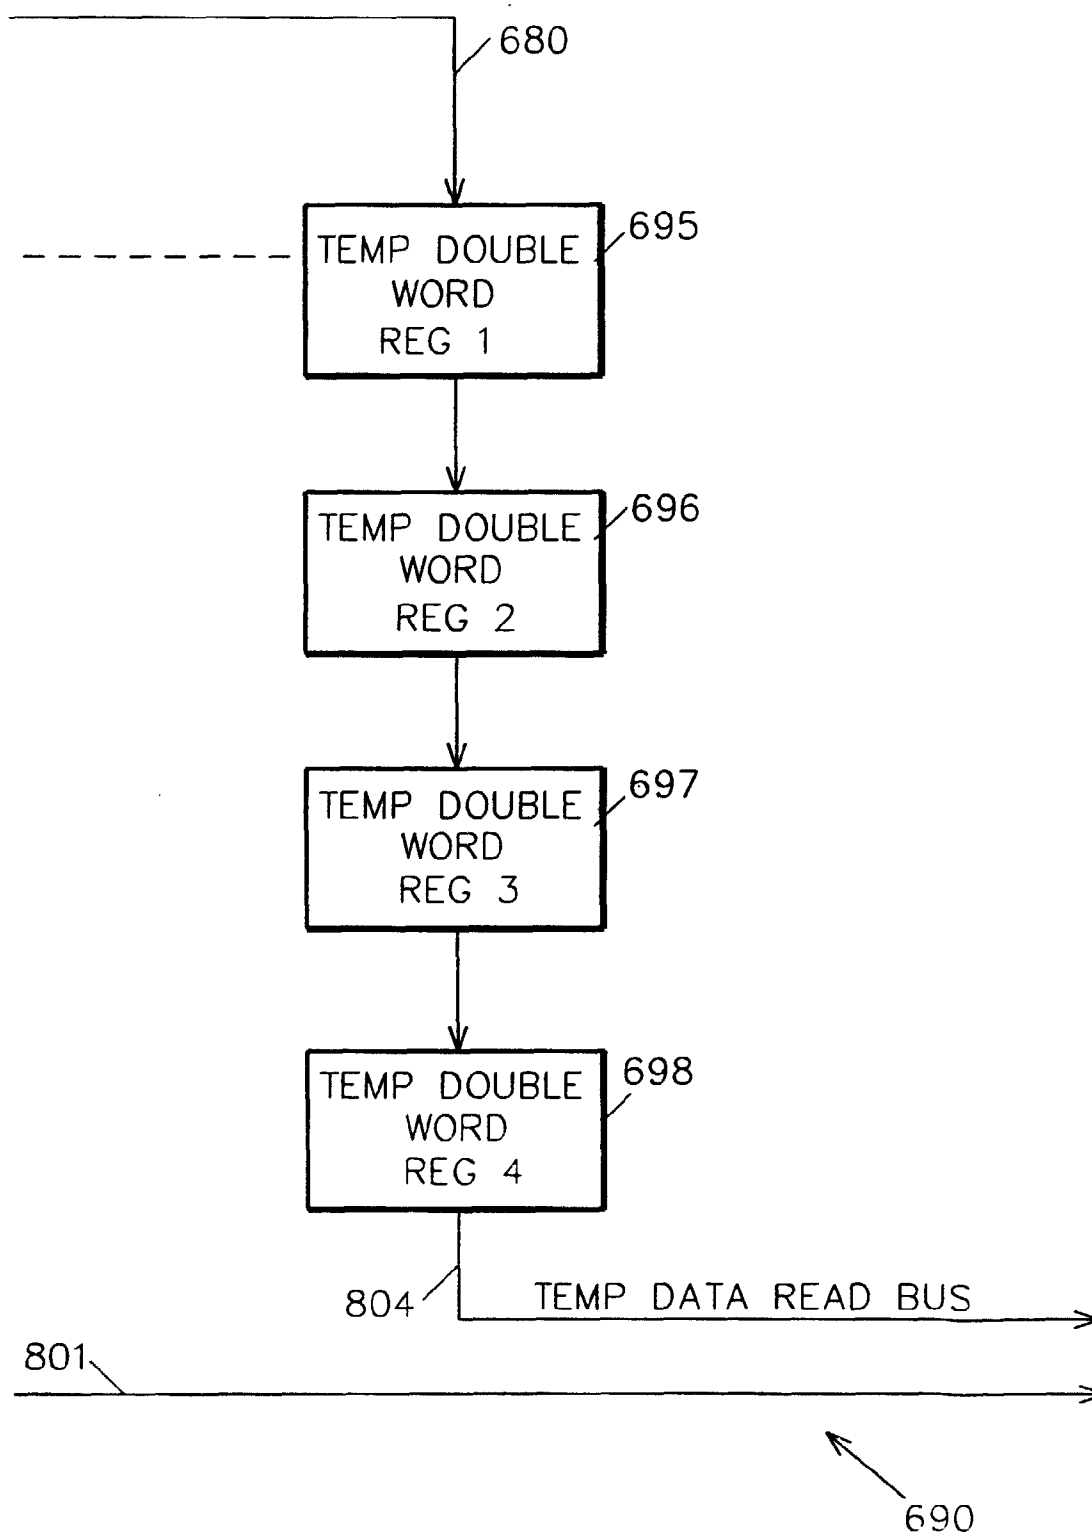 680
TEMP DOUBLE
WORD
REG 1
695
TEMP DOUBLE
WORD
REG 2
696
TEMP DOUBLE
WORD
REG 3
697
TEMP DOUBLE
WORD
REG 4
698
804
TEMP DATA READ BUS
801
690